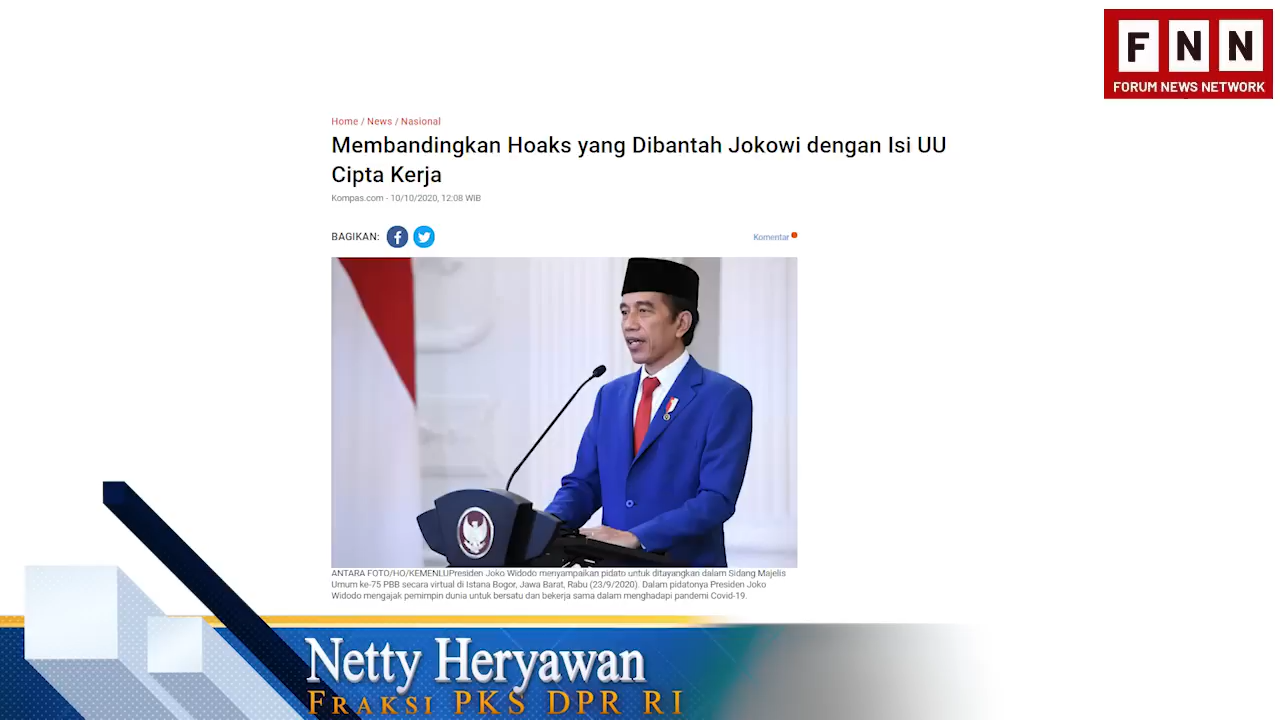 FNN
FORUM NEWS NETWORK
Home / News / Nasional
Membandingkan Hoaks yang Dibantah Jokowi dengan Isi UU
Cipta Kerja
Kompas.com - 10/10/2020, 12:08 WIB
BAGIKAN:
Komentar
ANTARA FOTO/HO/KEMENLUPresiden Joko Widodo menyampaikan pidato untuk ditayangkan dalam Sidang Majelis
Umum ke-75 PBB secara virtual di Istana Bogor, Jawa Barat, Rabu (23/9/2020). Dalam pidatonya Presiden Joko
Widodo mengajak pemimpin dunia untuk bersatu dan bekerja sama dalam menghadapi pandemi Covid-19.
Netty Heryawan
FRAKSI PKS DPR RI